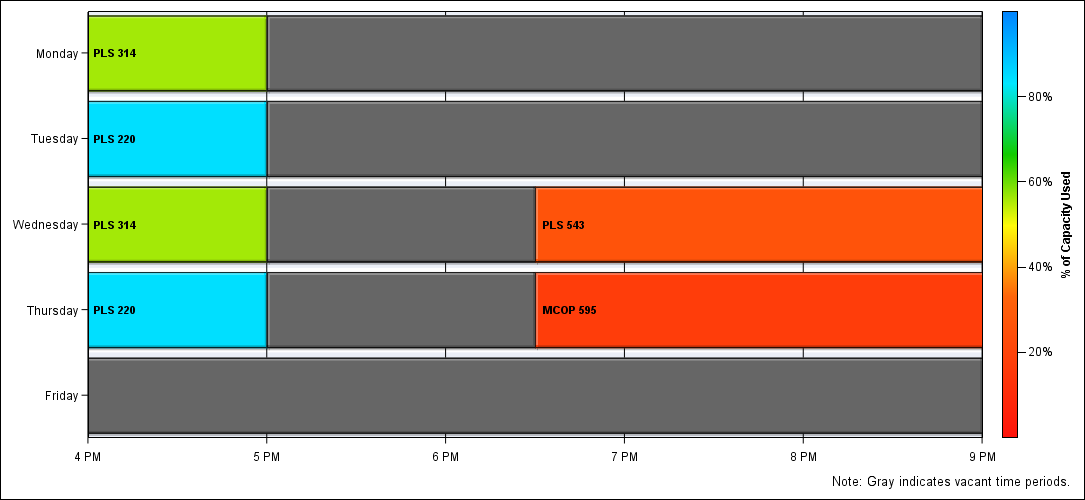 Monday
PLS 314
Tuesday
PLS 220
Wednesday
PLS 314
PLS 543
Thursday
PLS 220
MCOP 595
Friday
4 PM
5 PM
6 PM
7 PM
8 PM
9 PM
80%
60%
40%
20%
% of Capacity Used
Note: Gray indicates vacant time periods.